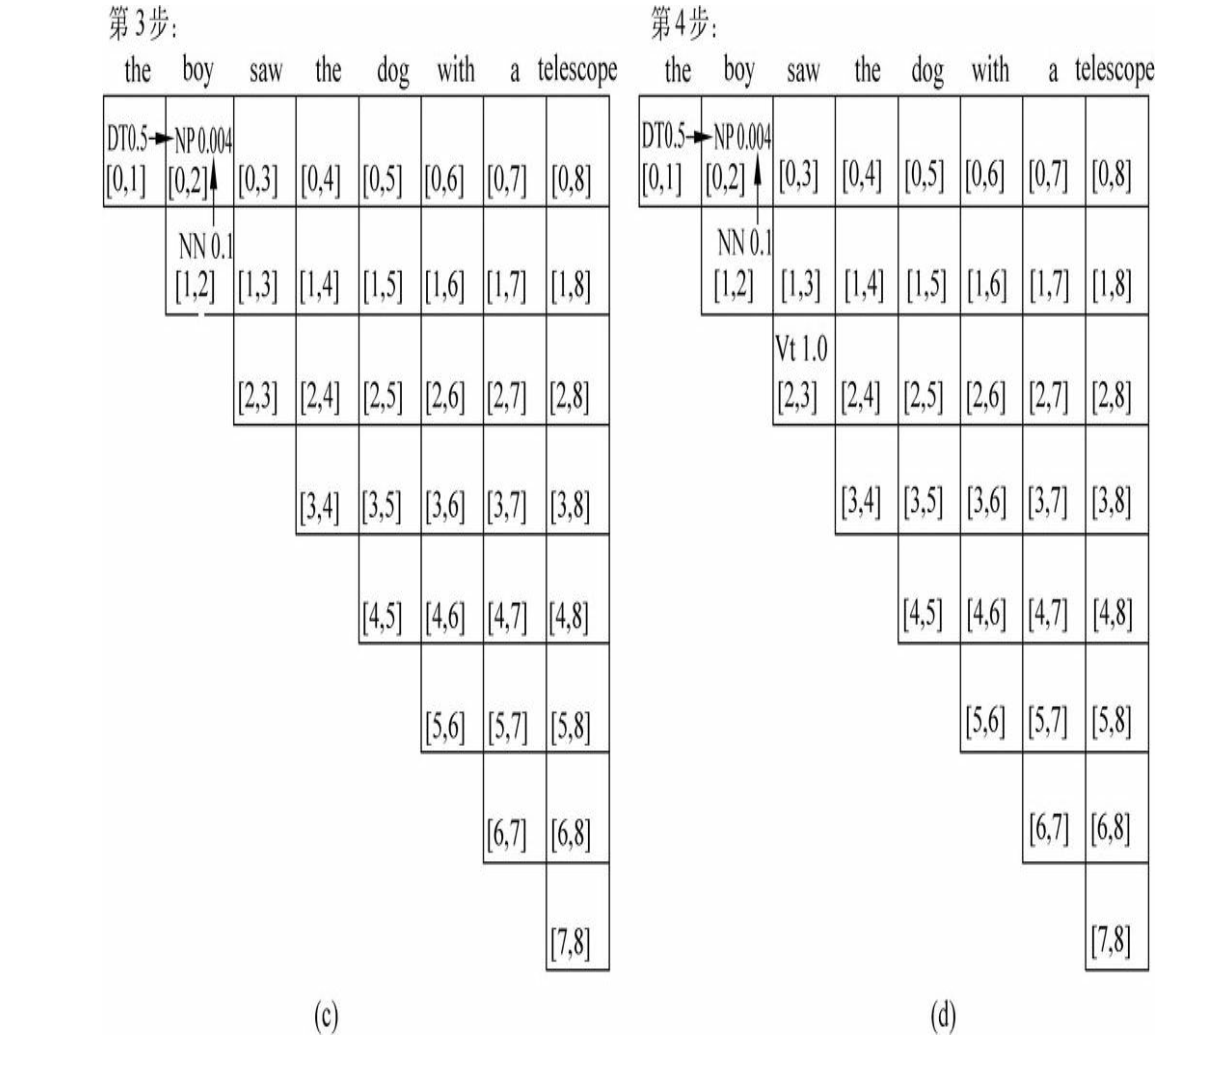 第3步:
the boy saw the dog with a telescope
DT0.5 NP0.004
[0,1] [0,2] [0,3] [0,4] [0,5] [0,6] [0,7] [0,8]
NN 0.1
[1,2] [1,3] [1,4] [1,5] [1,6] [1,7] [1,8]
[2,3] [2,4] [2,5] [2,6] [2,7] [2,8]
[3,4] [3,5] [3,6] [3,7] [3,8]
[4,5] [4,6] [4,7] [4,8]
[5,6] [5,7] [5,8]
[6,7] [6,8]
[7,8]
(c)
第4步:
the boy saw the dog with a telescope
DT0.5 NP0.004
[0,1] [0,2] [0,3] [0,4] [0,5] [0,6] [0,7] [0,8]
NN 0.1
[1,2] [1,3] [1,4] [1,5] [1,6] [1,7] [1,8]
Vt 1.0
[2,3] [2,4] [2,5] [2,6] [2,7] [2,8]
[3,4] [3,5] [3,6] [3,7] [3,8]
[4,5] [4,6] [4,7] [4,8]
[5,6] [5,7] [5,8]
[6,7] [6,8]
[7,8]
(d)